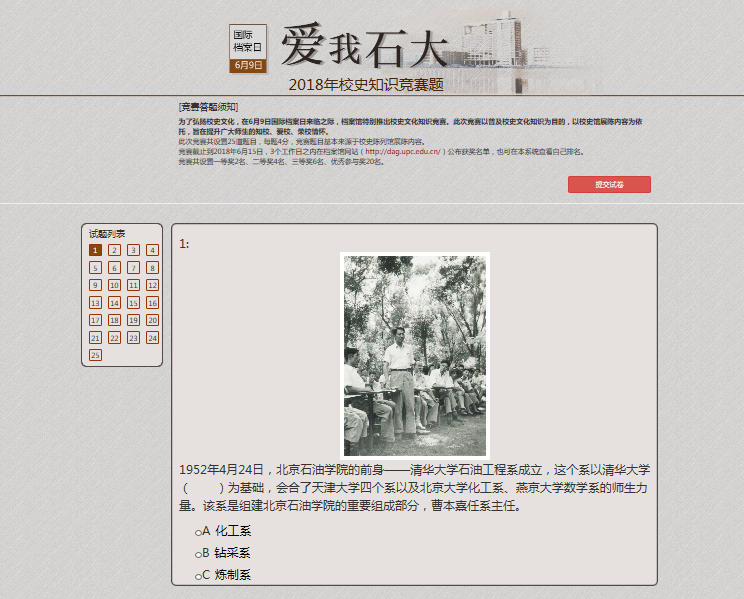 国际
档案日
6月9日
爱我石大
2018年校史知识竞赛题
[竞赛答题须知]
为了弘扬校史文化，在6月9日国际档案日来临之际，档案馆特别推出校史文化知识竞赛。此次竞赛以普及校史文化知识为目的，以校史馆展陈内容为依
托，旨在提升广大师生的知校、爱校、荣校情怀。
此次竞赛共设置25道题目，每题4分，竞赛题目基本来源于校史陈列馆展陈内容。
竞赛截止到2018年6月15日，3个工作日之内在档案馆网站（http://dag.upc.edu.cn/）公布获奖名单，也可在本系统查看自己排名。
竞赛共设置一等奖2名、二等奖4名、三等奖6名、优秀参与奖20名。
提交试卷
试题列表
1 2 3 4
5 6 7 8
9 10 11 12
13 14 15 16
17 18 19 20
21 22 23 24
25
1:
1952年4月24日，北京石油学院的前身——清华大学石油工程系成立，这个系以清华大学
（　　）为基础，会合了天津大学四个系以及北京大学化工系、燕京大学数学系的师生力
量。该系是组建北京石油学院的重要组成部分，曹本熹任系主任。
A 化工系
B 钻采系
C 炼制系